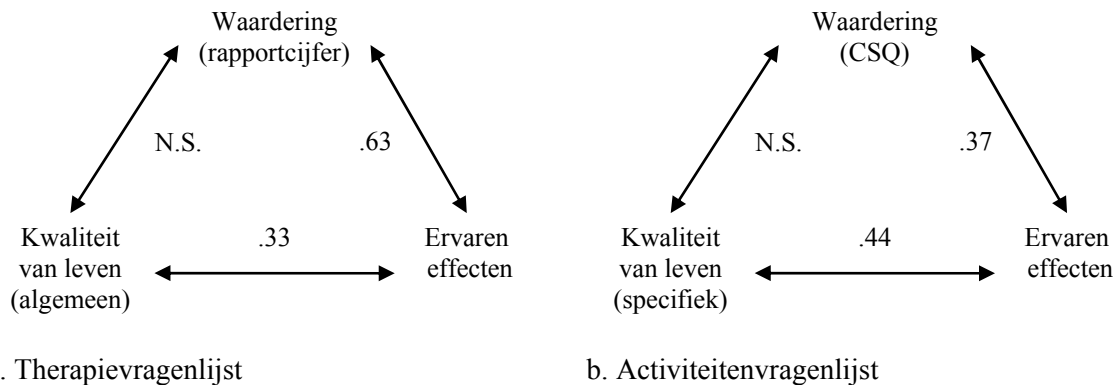 Waardering
(rapportcijfer)
N.S.
.63
Kwaliteit
van leven
(algemeen)
.33
Ervaren
effecten
. Therapievragenlijst
Waardering
(CSQ)
N.S.
.37
Kwaliteit
van leven
(specifiek)
.44
Ervaren
effecten
b. Activiteitenvragenlijst